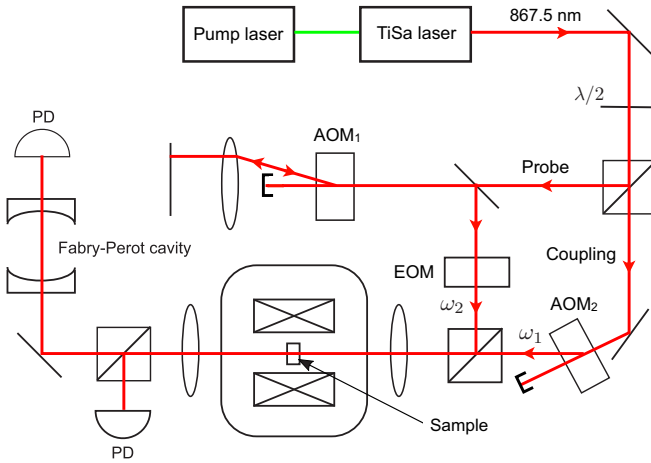 Pump laser
TiSa laser
867.5 nm
λ/2
PD
AOM1
Probe
Fabry-Perot cavity
Coupling
EOM
ω2
AOM2
ω1
Sample
PD